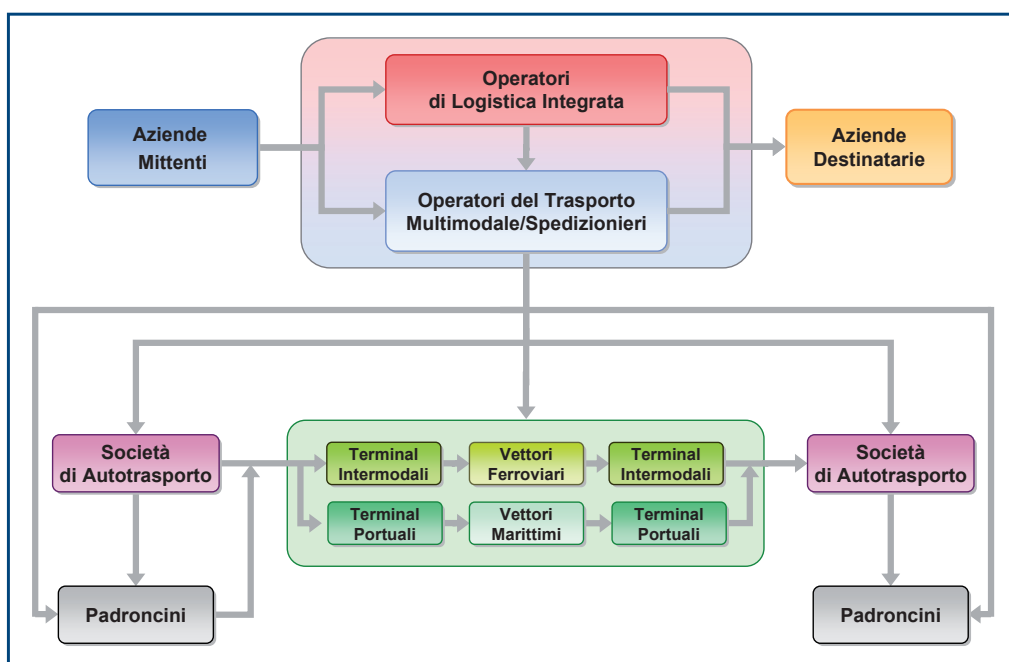 Operatori
di Logistica Integrata
Aziende
Mittenti
Aziende
Destinatarie
Operatori del Trasporto
Multimodale/Spedizionieri
Società
di Autotrasporto
Terminal
Intermodali
Vettori
Ferroviari
Terminal
Intermodali
Società
di Autotrasporto
Terminal
Portuali
Vettori
Marittimi
Terminal
Portuali
Padroncini
Padroncini